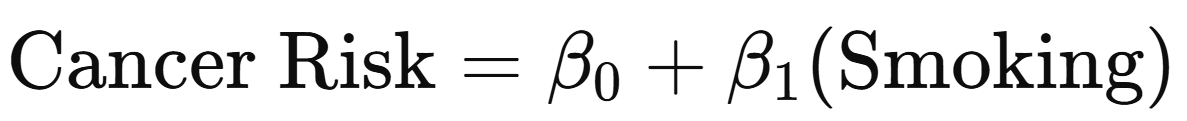 Cancer Risk = β₀ + β₁(Smoking)